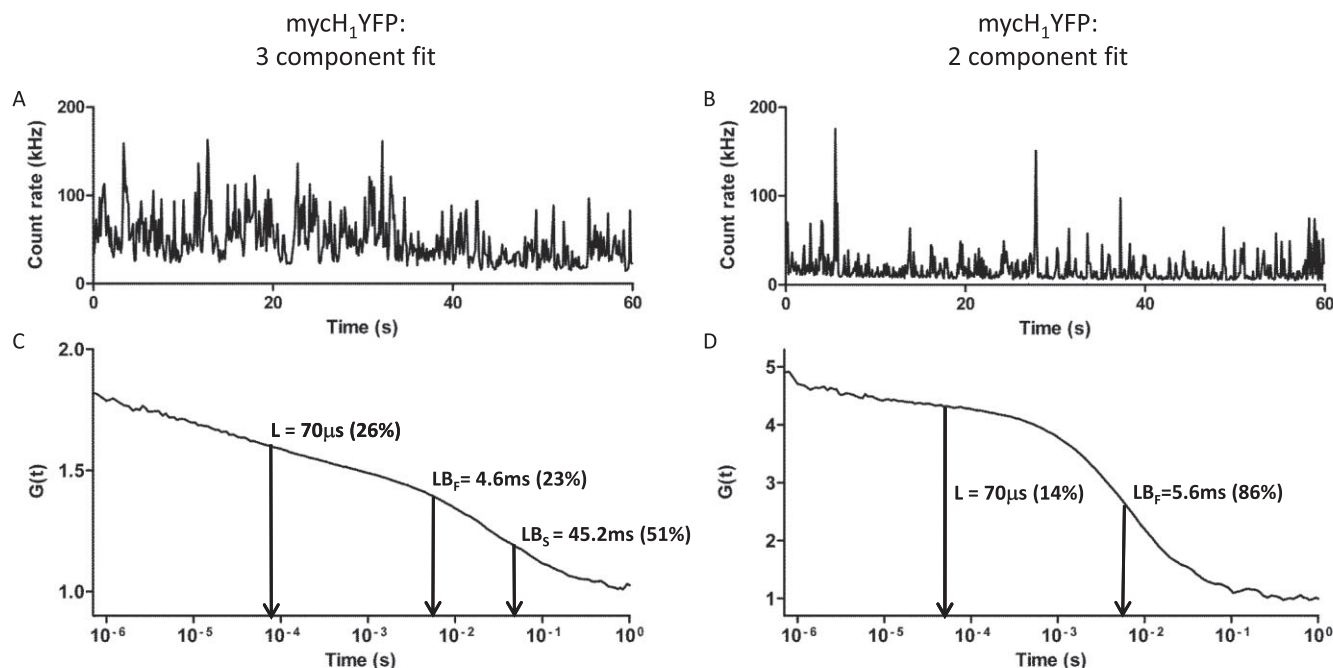 mycH₁YFP:
3 component fit
mycH₁YFP:
2 component fit
A
200
100
0
Count rate (kHz)
0 20 40 60
Time (s)
B
200
100
0
Count rate (kHz)
0 20 40 60
Time (s)
C
2.0
1.5
1.0
G(t)
L = 70µs (26%)
LB_F= 4.6ms (23%)
LB_S = 45.2ms (51%)
10⁻⁶ 10⁻⁵ 10⁻⁴ 10⁻³ 10⁻² 10⁻¹ 10⁰
Time (s)
D
5
4
3
2
1
G(t)
L = 70µs (14%)
LB_F=5.6ms (86%)
10⁻⁶ 10⁻⁵ 10⁻⁴ 10⁻³ 10⁻² 10⁻¹ 10⁰
Time (s)